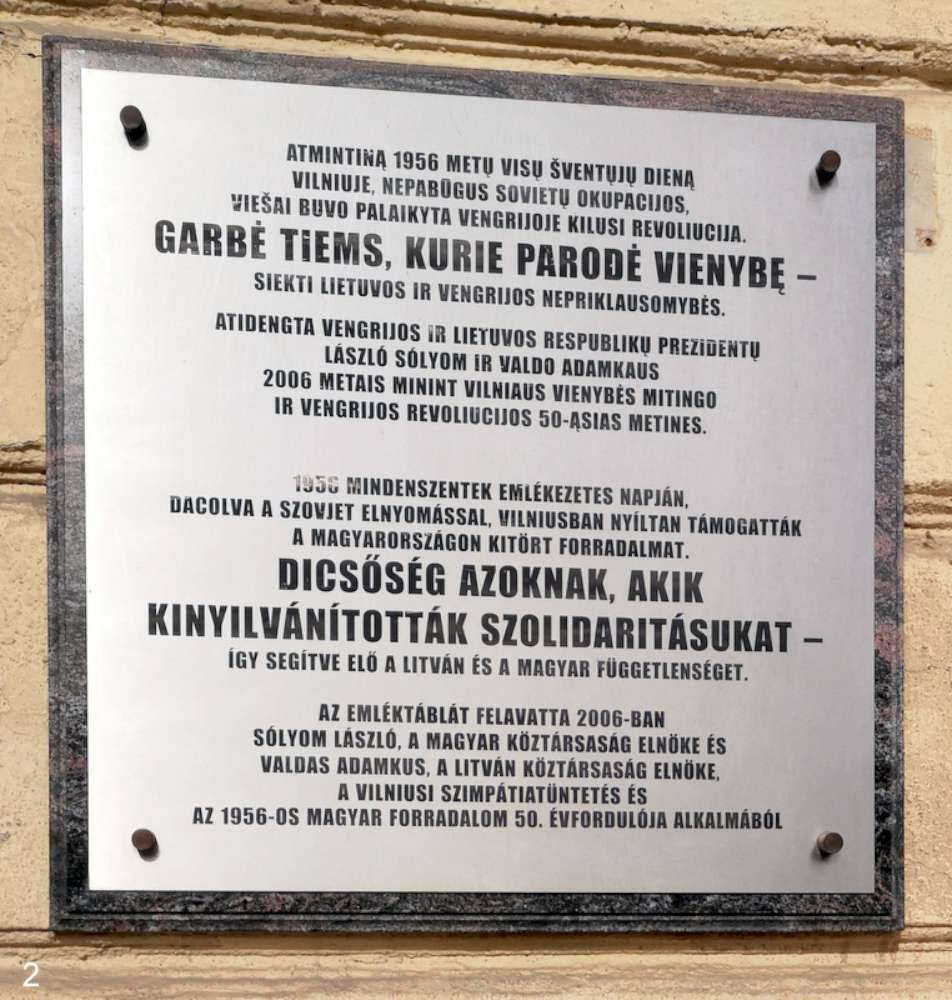 ATMINTINĄ 1956 METŲ VISŲ ŠVENTŲJŲ DIENĄ
VILNIUJE, NEPABŪGUS SOVIETŲ OKUPACIJOS,
VIEŠAI BUVO PALAIKYTA VENGRIJOJE KILUSI REVOLIUCIJA.
GARBĖ TIEMS, KURIE PARODĖ VIENYBĘ –
SIEKTI LIETUVOS IR VENGRIJOS NEPRIKLAUSOMYBĖS.
ATIDENGTA VENGRIJOS IR LIETUVOS RESPUBLIKŲ PREZIDENTŲ
LÁSZLÓ SÓLYOM IR VALDO ADAMKAUS
2006 METAIS MININT VILNIAUS VIENYBĖS MITINGO
IR VENGRIJOS REVOLIUCIJOS 50-ĄSIAS METINES.
1956 MINDENSZENTEK EMLÉKEZETES NAPJÁN,
DACOLVA A SZOVJET ELNYOMÁSSAL, VILNIUSBAN NYÍLTAN TÁMOGATTÁK
A MAGYARORSZÁGON KITÖRT FORRADALMAT.
DICSŐSÉG AZOKNAK, AKIK
KINYILVÁNÍTOTTÁK SZOLIDARITÁSUKAT –
ÍGY SEGÍTVE ELŐ A LITVÁN ÉS A MAGYAR FÜGGETLENSÉGET.
AZ EMLÉKTÁBLÁT FELAVATTA 2006-BAN
SÓLYOM LÁSZLÓ, A MAGYAR KÖZTÁRSASÁG ELNÖKE ÉS
VALDAS ADAMKUS, A LITVÁN KÖZTÁRSASÁG ELNÖKE,
A VILNIUSI SZIMPÁTIATÜNTETÉS ÉS
AZ 1956-OS MAGYAR FORRADALOM 50. ÉVFORDULÓJA ALKALMÁBÓL
2